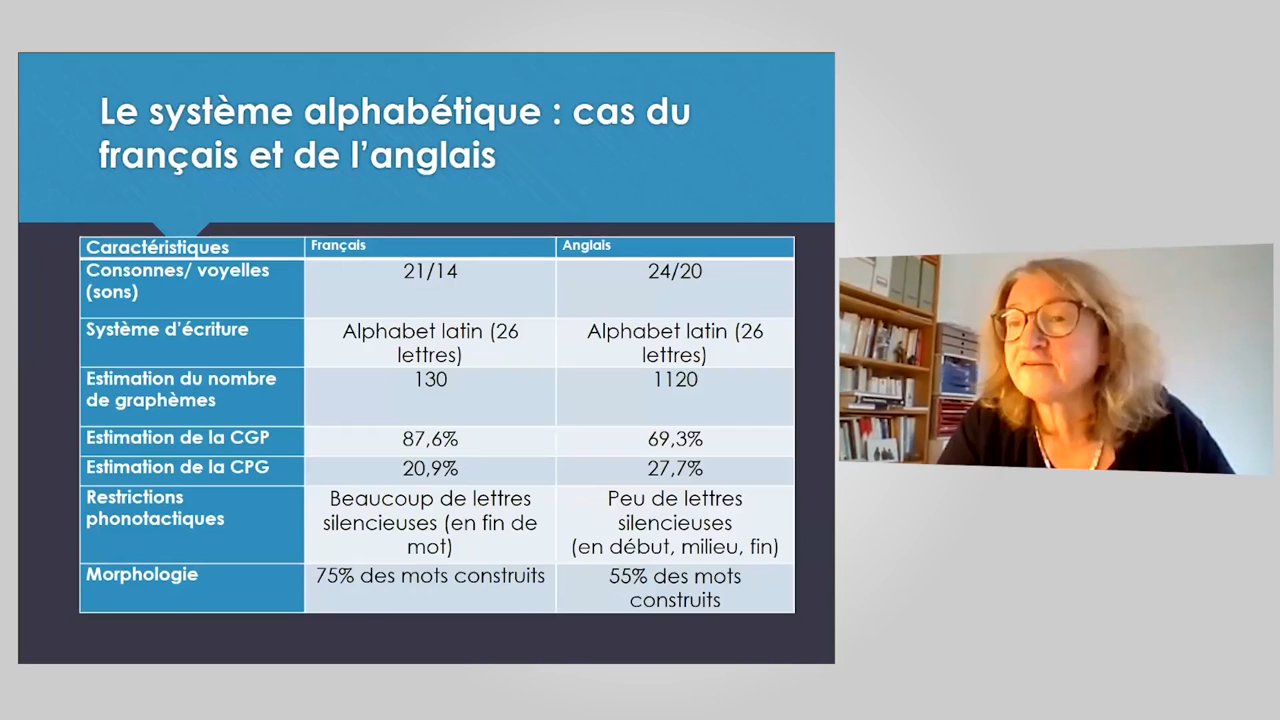 Le système alphabétique : cas du
français et de l'anglais
Caractéristiques Français Anglais
Consonnes/ voyelles
(sons)
21/14
24/20
Système d'écriture
Alphabet latin (26
lettres)
Alphabet latin (26
lettres)
Estimation du nombre
de graphèmes
130
1120
Estimation de la CGP 87,6% 69,3%
Estimation de la CPG 20,9% 27,7%
Restrictions
phonotactiques
Beaucoup de lettres
silencieuses (en fin de
mot)
Peu de lettres
silencieuses
(en début, milieu, fin)
Morphologie
75% des mots construits
55% des mots
construits